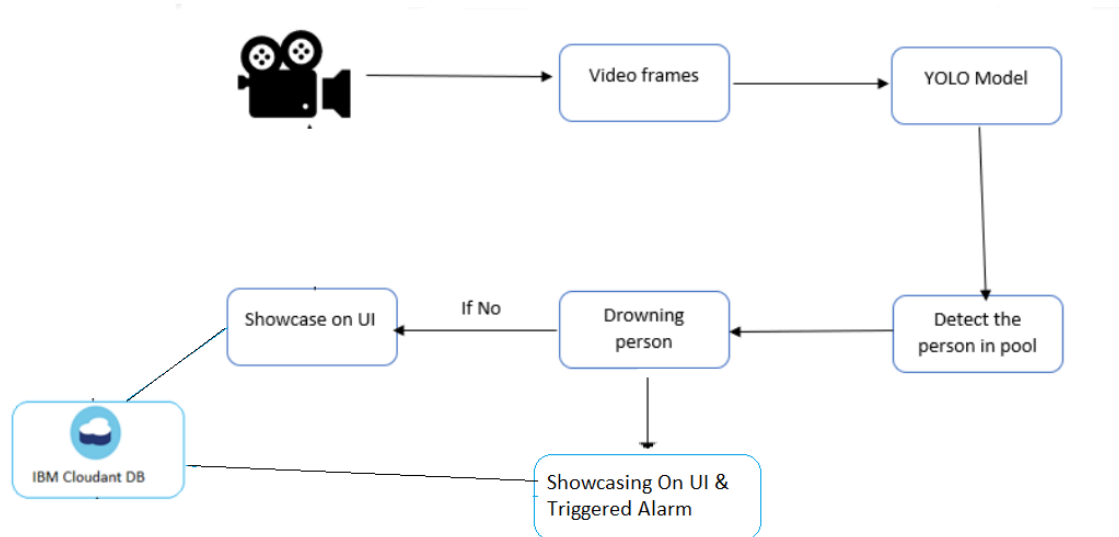 Video frames
YOLO Model
Showcase on UI
If No
Drowning
person
Detect the
person in pool
IBM Cloudant DB
Showcasing On UI &
Triggered Alarm